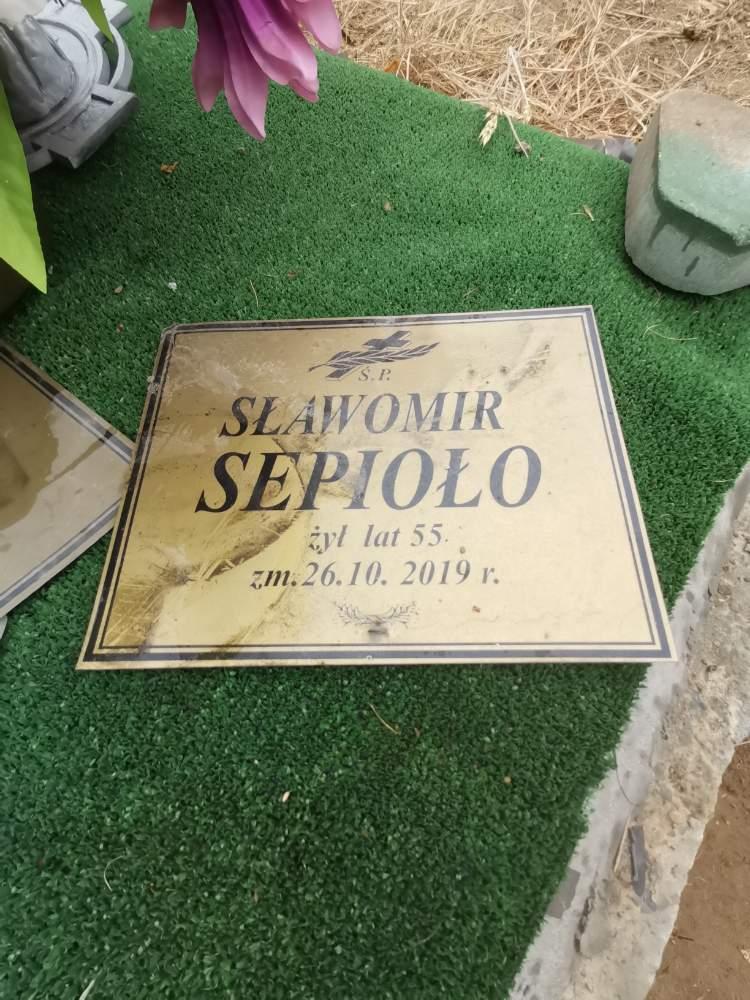 Ś.P.
SŁAWOMIR
SEPIOŁO
żył lat 55.
zm.26.10. 2019 r.